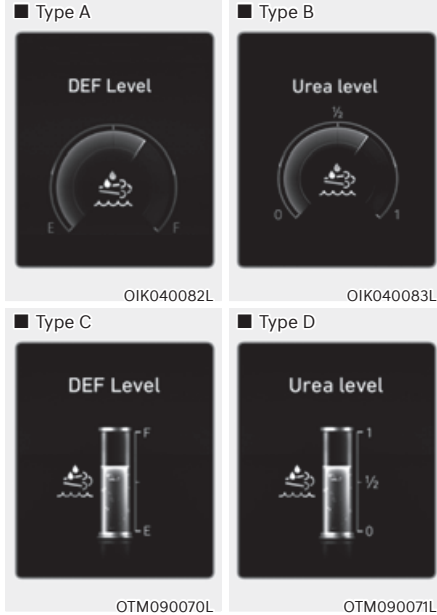 ■ Type A
DEF Level
E
F
OIK040082L
■ Type B
Urea level
½
0
1
OIK040083L
■ Type C
DEF Level
F
E
OTM090070L
■ Type D
Urea level
1
½
0
OTM090071L